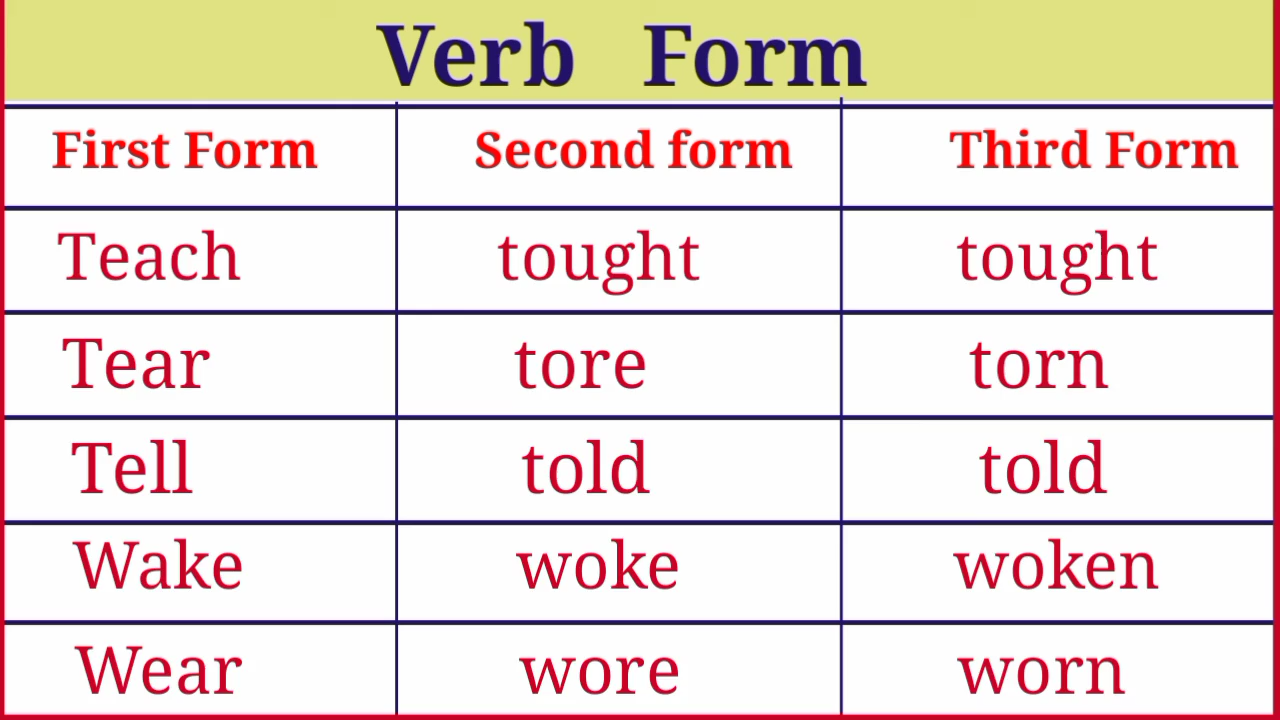 Verb Form
First Form Second form Third Form
Teach tought tought
Tear tore torn
Tell told told
Wake woke woken
Wear wore worn